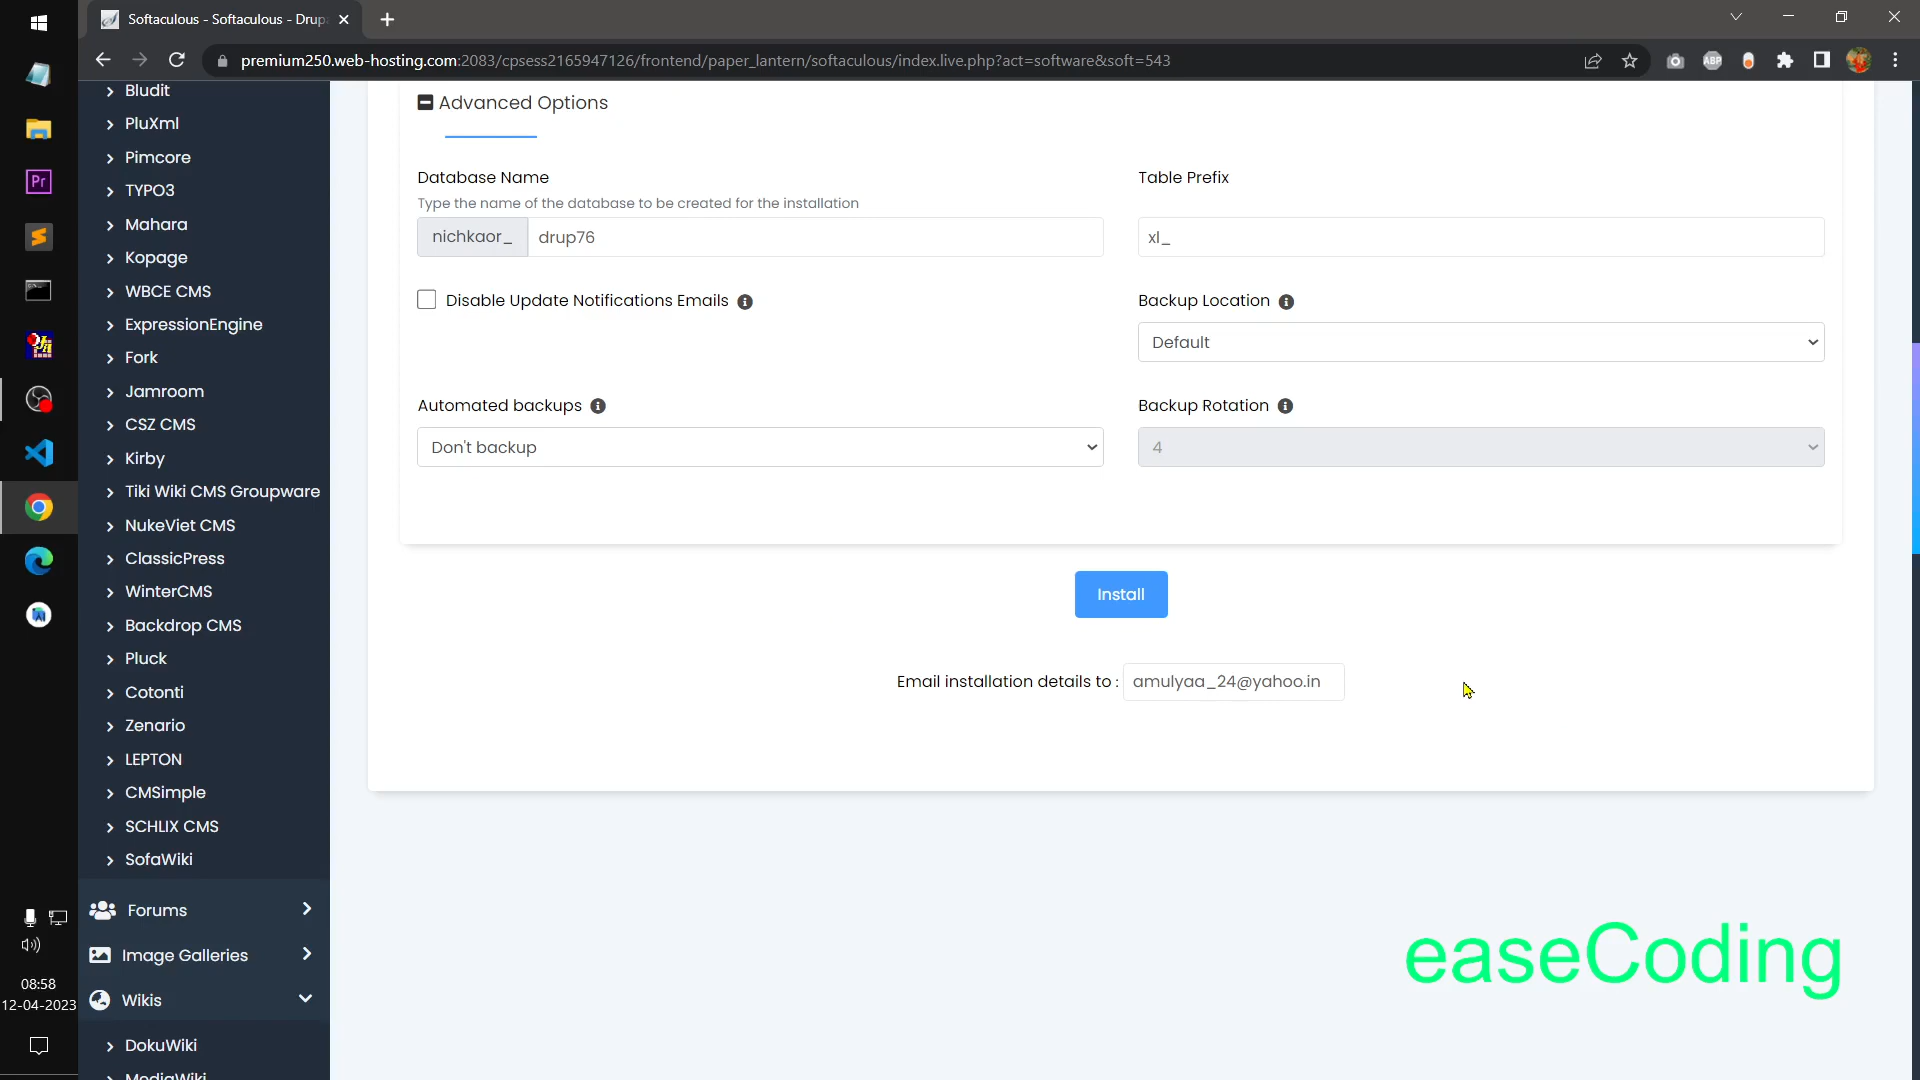 Softaculous - Softaculous - Drup
premium250.web-hosting.com:2083/cpsess2165947126/frontend/paper_lantern/softaculous/index.live.php?act=software&soft=543
ABP
Pr
Bludit
PluXml
Pimcore
TYPO3
Mahara
Kopage
WBCE CMS
ExpressionEngine
Fork
Jamroom
CSZ CMS
Kirby
Tiki Wiki CMS Groupware
NukeViet CMS
ClassicPress
WinterCMS
Backdrop CMS
Pluck
Cotonti
Zenario
LEPTON
CMSimple
SCHLIX CMS
SofaWiki
Forums
Image Galleries
Wikis
DokuWiki
MediaWiki
Advanced Options
Database Name
Type the name of the database to be created for the installation
nichkaor_ drup76
Table Prefix
xl_
Disable Update Notifications Emails
Backup Location
Default
Automated backups
Don't backup
Backup Rotation
4
Install
Email installation details to : amulyaa_24@yahoo.in
easeCoding
08:58
12-04-2023